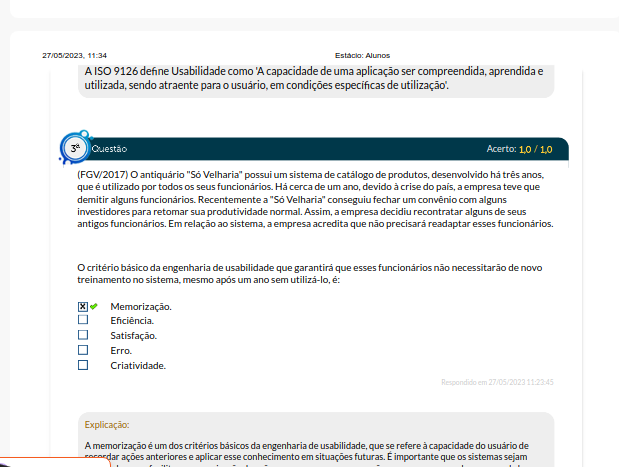 27/05/2023, 11:34
Estácio: Alunos
A ISO 9126 define Usabilidade como 'A capacidade de uma aplicação ser compreendida, aprendida e
utilizada, sendo atraente para o usuário, em condições específicas de utilização'.
3ª
Questão
Acerto: 1,0 / 1,0
(FGV/2017) O antiquário "Só Velharia" possui um sistema de catálogo de produtos, desenvolvido há três anos,
que é utilizado por todos os seus funcionários. Há cerca de um ano, devido à crise do país, a empresa teve que
demitir alguns funcionários. Recentemente a "Só Velharia" conseguiu fechar um convênio com alguns
investidores para retomar sua produtividade normal. Assim, a empresa decidiu recontratar alguns de seus
antigos funcionários. Em relação ao sistema, a empresa acredita que não precisará readaptar esses funcionários.
O critério básico da engenharia de usabilidade que garantirá que esses funcionários não necessitarão de novo
treinamento no sistema, mesmo após um ano sem utilizá-lo, é:
Memorização.
Eficiência.
Satisfação.
Erro.
Criatividade.
Respondido em 27/05/2023 11:23:45
Explicação:
A memorização é um dos critérios básicos da engenharia de usabilidade, que se refere à capacidade do usuário de
recordar ações anteriores e aplicar esse conhecimento em situações futuras. É importante que os sistemas sejam